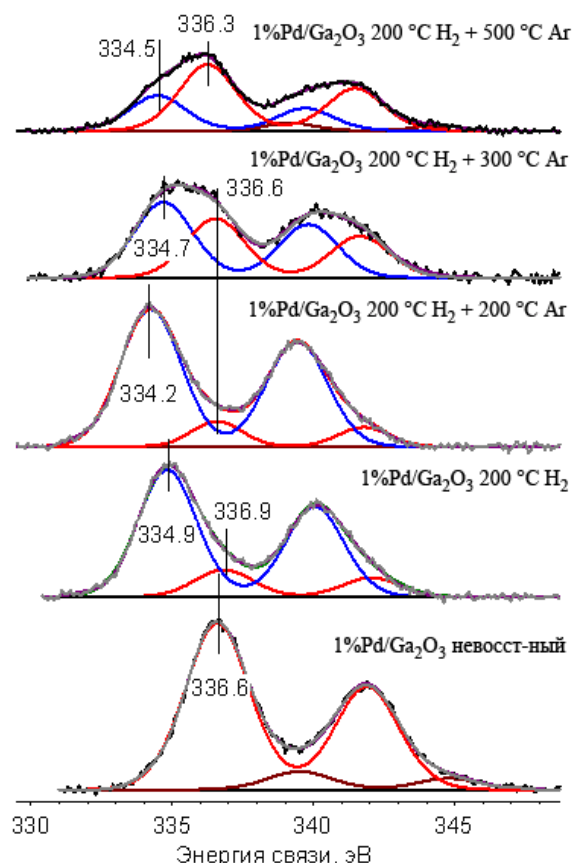 1%Pd/Ga₂O₃ 200 °C H₂ + 500 °C Ar
334.5
336.3
1%Pd/Ga₂O₃ 200 °C H₂ + 300 °C Ar
336.6
334.7
1%Pd/Ga₂O₃ 200 °C H₂ + 200 °C Ar
334.2
1%Pd/Ga₂O₃ 200 °C H₂
336.9
334.9
1%Pd/Ga₂O₃ невосст-ный
336.6
330 335 340 345
Энергия связи, эВ